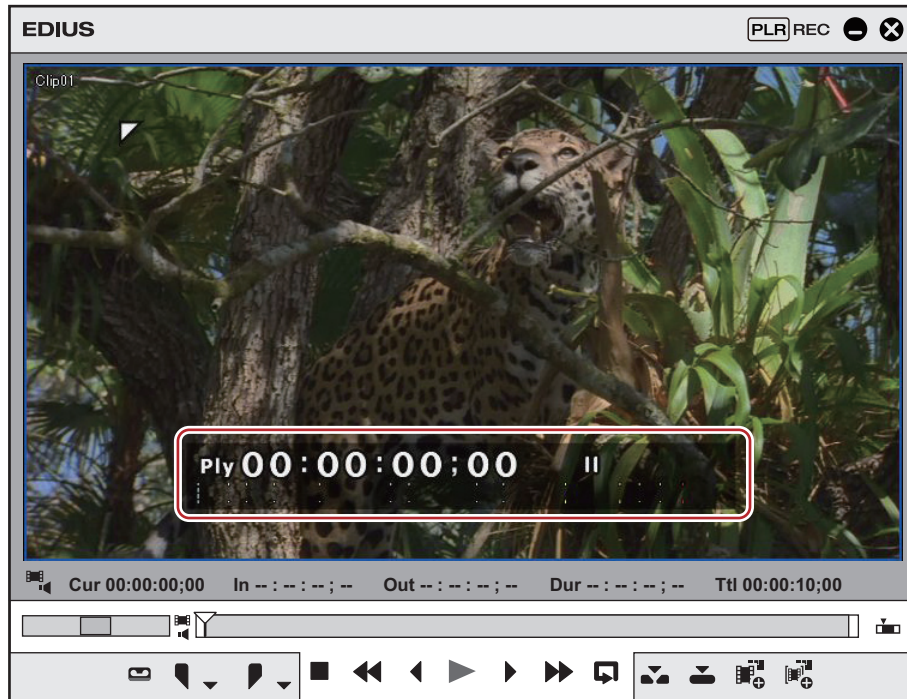 EDIUS
PLR REC
Clip01
Ply 00:00:00;00
Cur 00:00:00;00 In -- : -- : -- ; -- Out -- : -- : -- ; -- Dur -- : -- : -- ; -- Ttl 00:00:10;00